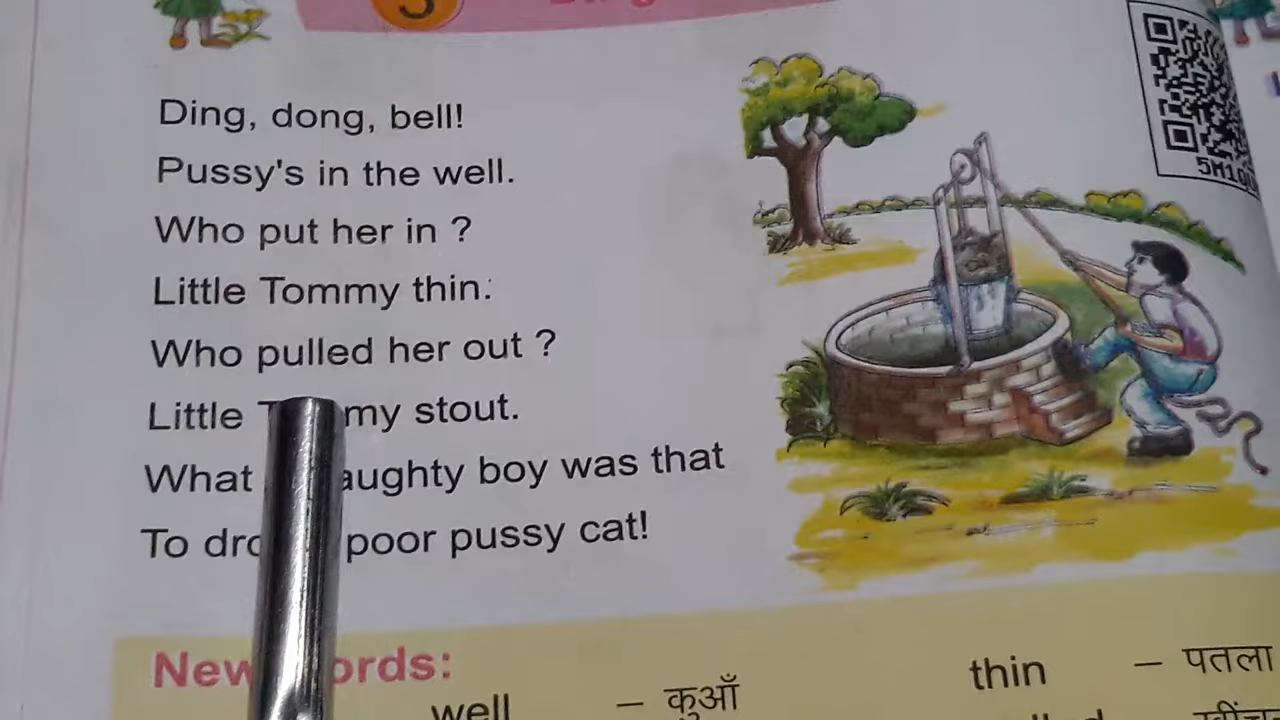 3
Ding, dong, bell!
Pussy's in the well.
Who put her in ?
Little Tommy thin.
Who pulled her out ?
Little my stout.
What aughty boy was that
To poor pussy cat!
New ords:
well – कुआँ
thin – पतला